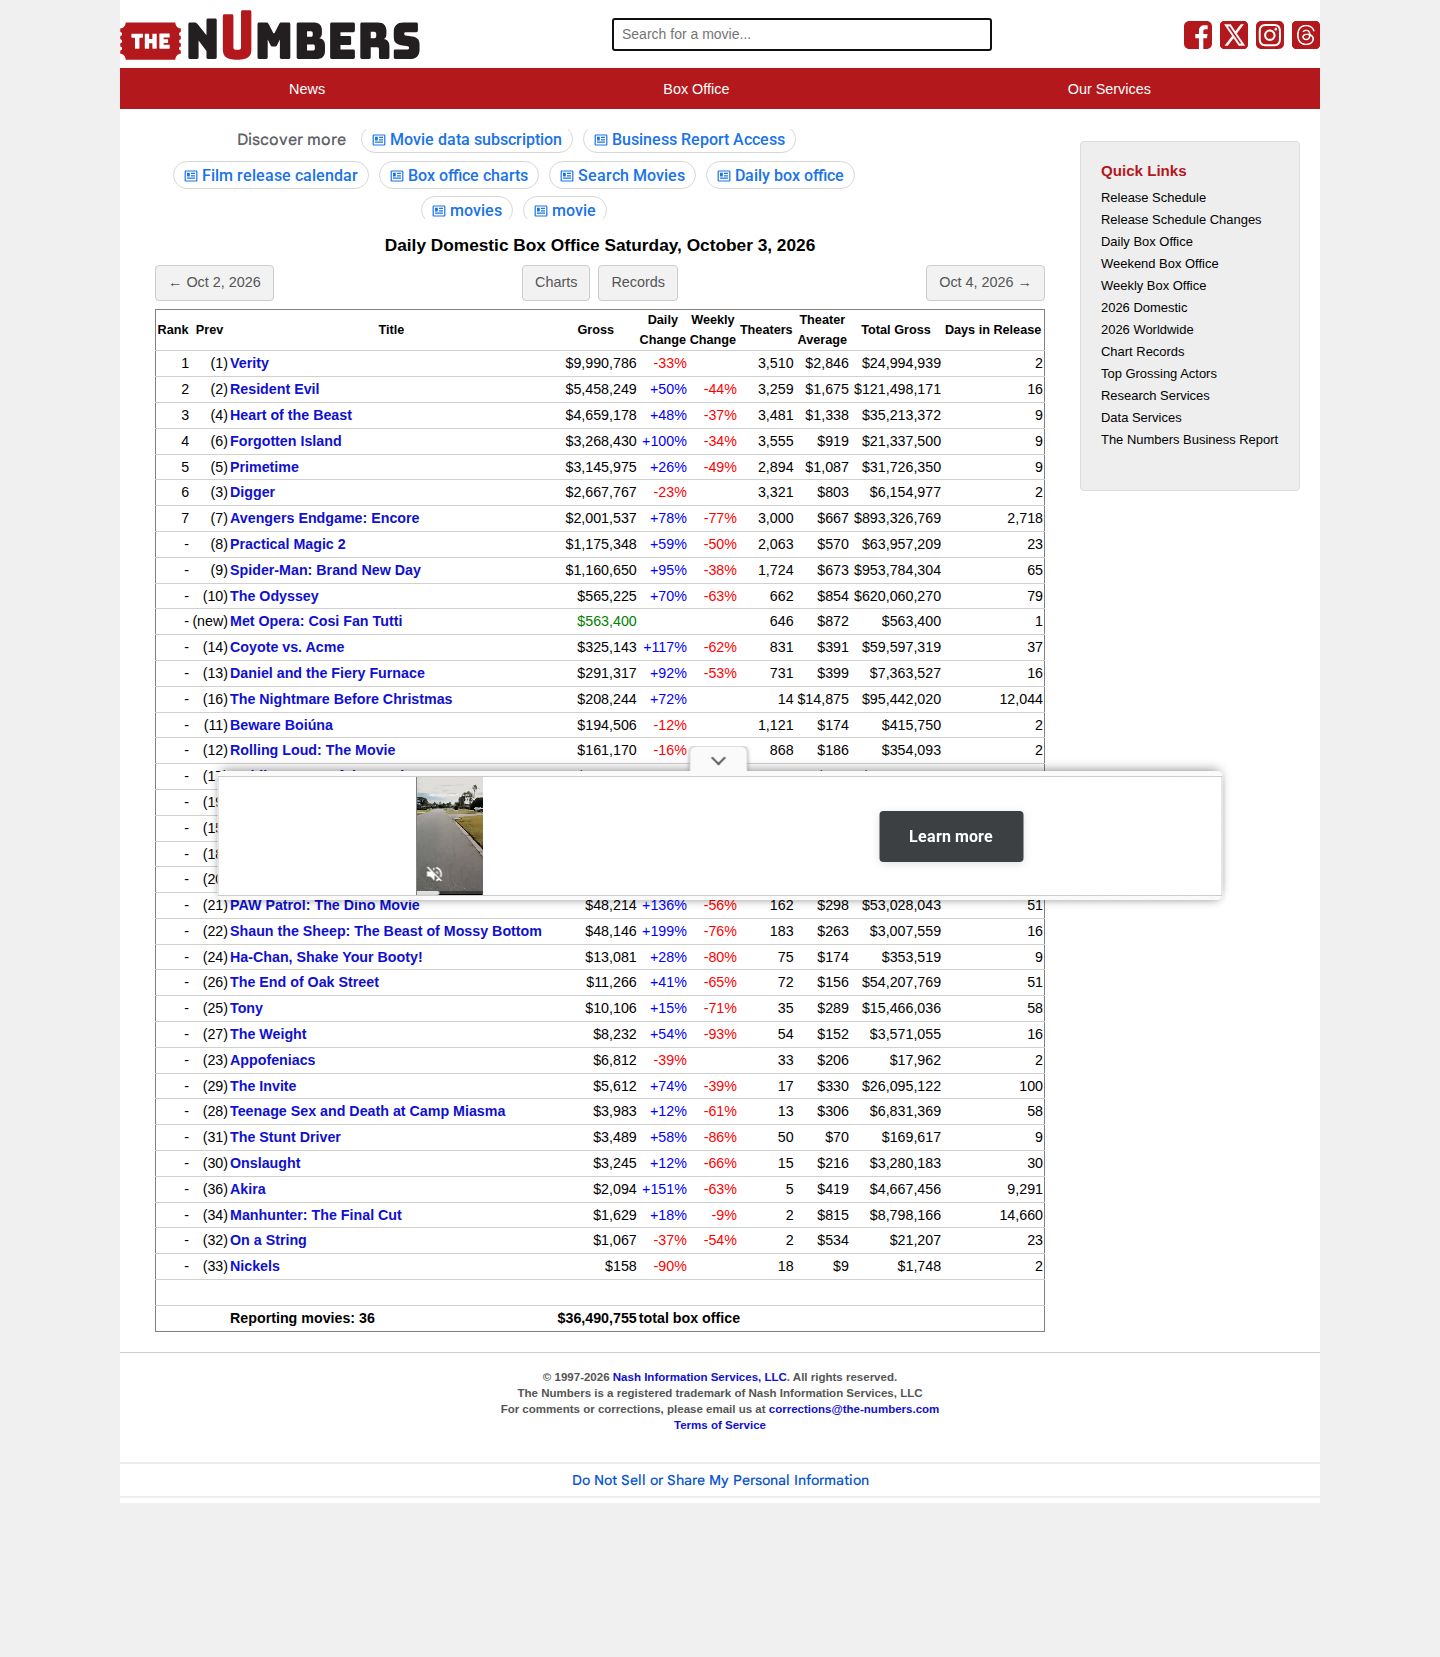 THE NUMBERS
Search for a movie...
News Box Office Our Services
Discover more Movie data subscription Business Report Access
Film release calendar Box office charts Search Movies Daily box office
movies movie
Daily Domestic Box Office Saturday, October 3, 2026
← Oct 2, 2026 Charts Records Oct 4, 2026 →
Quick Links
Release Schedule
Release Schedule Changes
Daily Box Office
Weekend Box Office
Weekly Box Office
2026 Domestic
2026 Worldwide
Chart Records
Top Grossing Actors
Research Services
Data Services
The Numbers Business Report
Rank Prev Title Gross Daily Change Weekly Change Theaters Theater Average Total Gross Days in Release
1 (1) Verity $9,990,786 -33% 3,510 $2,846 $24,994,939 2
2 (2) Resident Evil $5,458,249 +50% -44% 3,259 $1,675 $121,498,171 16
3 (4) Heart of the Beast $4,659,178 +48% -37% 3,481 $1,338 $35,213,372 9
4 (6) Forgotten Island $3,268,430 +100% -34% 3,555 $919 $21,337,500 9
5 (5) Primetime $3,145,975 +26% -49% 2,894 $1,087 $31,726,350 9
6 (3) Digger $2,667,767 -23% 3,321 $803 $6,154,977 2
7 (7) Avengers Endgame: Encore $2,001,537 +78% -77% 3,000 $667 $893,326,769 2,718
- (8) Practical Magic 2 $1,175,348 +59% -50% 2,063 $570 $63,957,209 23
- (9) Spider-Man: Brand New Day $1,160,650 +95% -38% 1,724 $673 $953,784,304 65
- (10) The Odyssey $565,225 +70% -63% 662 $854 $620,060,270 79
- (new) Met Opera: Cosi Fan Tutti $563,400 646 $872 $563,400 1
- (14) Coyote vs. Acme $325,143 +117% -62% 831 $391 $59,597,319 37
- (13) Daniel and the Fiery Furnace $291,317 +92% -53% 731 $399 $7,363,527 16
- (16) The Nightmare Before Christmas $208,244 +72% 14 $14,875 $95,442,020 12,044
- (11) Beware Boiúna $194,506 -12% 1,121 $174 $415,750 2
- (12) Rolling Loud: The Movie $161,170 -16% 868 $186 $354,093 2
-
-
-
-
-
Learn more
- (21) PAW Patrol: The Dino Movie $48,214 +136% -56% 162 $298 $53,028,043 51
- (22) Shaun the Sheep: The Beast of Mossy Bottom $48,146 +199% -76% 183 $263 $3,007,559 16
- (24) Ha-Chan, Shake Your Booty! $13,081 +28% -80% 75 $174 $353,519 9
- (26) The End of Oak Street $11,266 +41% -65% 72 $156 $54,207,769 51
- (25) Tony $10,106 +15% -71% 35 $289 $15,466,036 58
- (27) The Weight $8,232 +54% -93% 54 $152 $3,571,055 16
- (23) Appofeniacs $6,812 -39% 33 $206 $17,962 2
- (29) The Invite $5,612 +74% -39% 17 $330 $26,095,122 100
- (28) Teenage Sex and Death at Camp Miasma $3,983 +12% -61% 13 $306 $6,831,369 58
- (31) The Stunt Driver $3,489 +58% -86% 50 $70 $169,617 9
- (30) Onslaught $3,245 +12% -66% 15 $216 $3,280,183 30
- (36) Akira $2,094 +151% -63% 5 $419 $4,667,456 9,291
- (34) Manhunter: The Final Cut $1,629 +18% -9% 2 $815 $8,798,166 14,660
- (32) On a String $1,067 -37% -54% 2 $534 $21,207 23
- (33) Nickels $158 -90% 18 $9 $1,748 2
Reporting movies: 36 $36,490,755 total box office
© 1997-2026 Nash Information Services, LLC. All rights reserved.
The Numbers is a registered trademark of Nash Information Services, LLC
For comments or corrections, please email us at corrections@the-numbers.com
Terms of Service
Do Not Sell or Share My Personal Information